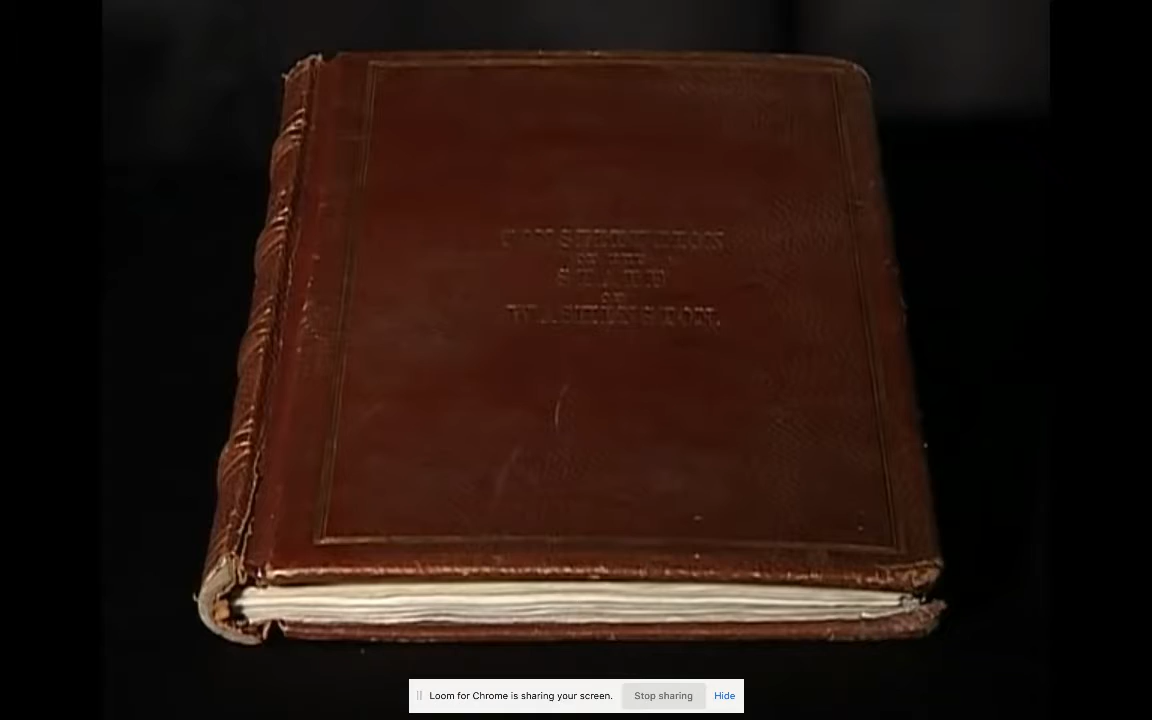 CONSTITUTION
OF THE
STATE
OF
WASHINGTON.
Loom for Chrome is sharing your screen. Stop sharing Hide